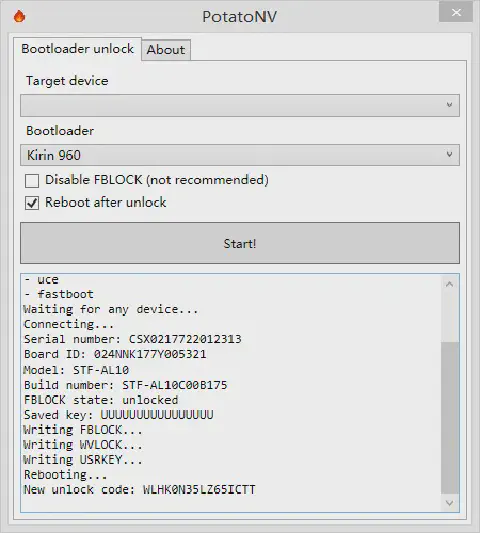 PotatoNV
Bootloader unlock
About
Target device
Bootloader
Kirin 960
Disable FBLOCK (not recommended)
Reboot after unlock
Start!
- uce
- fastboot
Waiting for any device...
Connecting...
Serial number: CSX0217722012313
Board ID: 024NNK177Y005321
Model: STF-AL10
Build number: STF-AL10C00B175
FBLOCK state: unlocked
Saved key: UUUUUUUUUUUUUUUU
Writing FBLOCK...
Writing WVLOCK...
Writing USRKEY...
Rebooting...
New unlock code: WLHK0N35LZ65ICTT